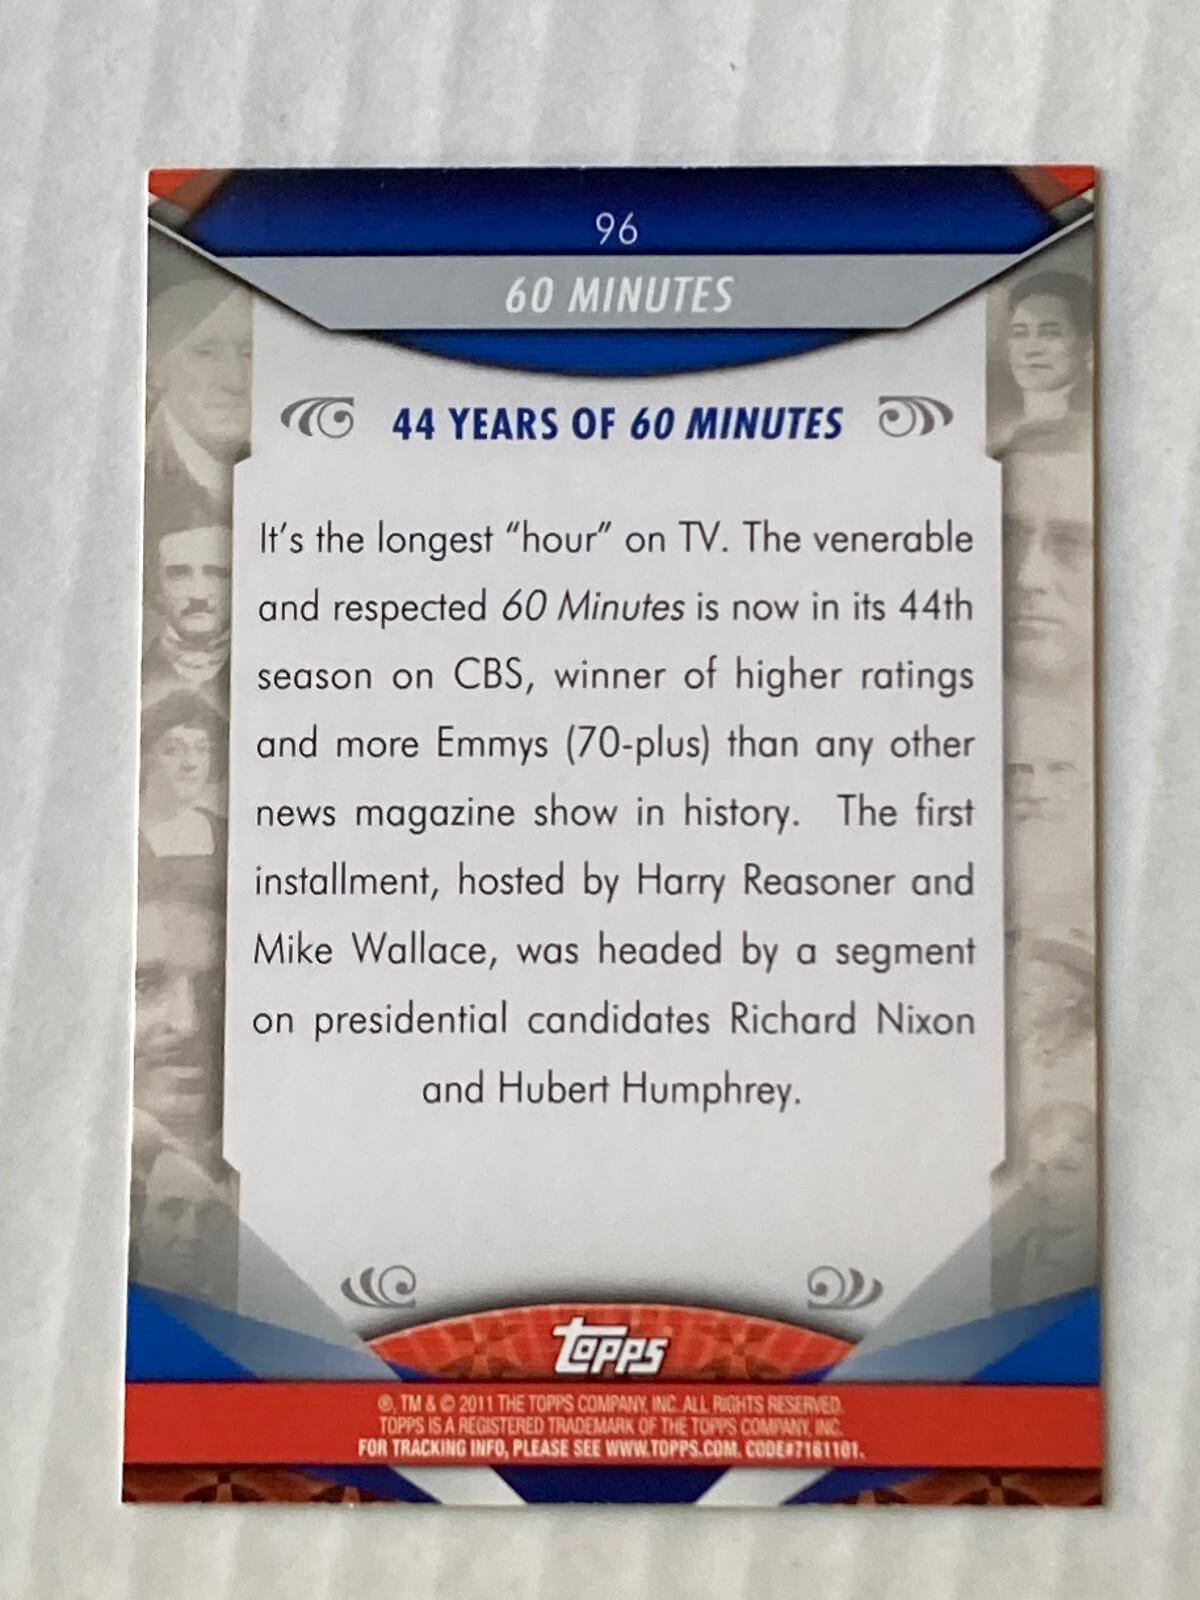 96
60 MINUTES
44 YEARS OF 60 MINUTES
It's the longest “hour” on TV. The venerable
and respected 60 Minutes is now in its 44th
season on CBS, winner of higher ratings
and more Emmys (70-plus) than any other
news magazine show in history. The first
installment, hosted by Harry Reasoner and
Mike Wallace, was headed by a segment
on presidential candidates Richard Nixon
and Hubert Humphrey.
topps
®, TM & © 2011 THE TOPPS COMPANY, INC. ALL RIGHTS RESERVED.
TOPPS IS A REGISTERED TRADEMARK OF THE TOPPS COMPANY, INC.
FOR TRACKING INFO, PLEASE SEE WWW.TOPPS.COM. CODE#7161101.